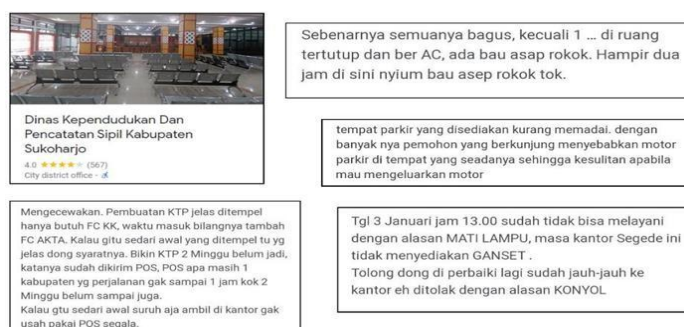 Dinas Kependudukan Dan
Pencatatan Sipil Kabupaten
Sukoharjo
4.0 ★★★★★ (567)
City district office -
Sebenarnya semuanya bagus, kecuali 1 ... di ruang
tertutup dan ber AC, ada bau asap rokok. Hampir dua
jam di sini nyium bau asep rokok tok.
tempat parkir yang disediakan kurang memadai. dengan
banyak nya pemohon yang berkunjung menyebabkan motor
parkir di tempat yang seadanya sehingga kesulitan apabila
mau mengeluarkan motor
Mengecewakan. Pembuatan KTP jelas ditempel
hanya butuh FC KK, waktu masuk bilangnya tambah
FC AKTA. Kalau gitu sedari awal yang ditempel tu yg
jelas dong syaratnya. Bikin KTP 2 Minggu belum jadi,
katanya sudah dikirim POS, POS apa masih 1
kabupaten yg perjalanan gak sampai 1 jam kok 2
Minggu belum sampai juga.
Kalau gtu sedari awal suruh aja ambil di kantor gak
usah pakai POS segala.
Tgl 3 Januari jam 13.00 sudah tidak bisa melayani
dengan alasan MATI LAMPU, masa kantor Segede ini
tidak menyediakan GANSET .
Tolong dong di perbaiki lagi sudah jauh-jauh ke
kantor eh ditolak dengan alasan KONYOL